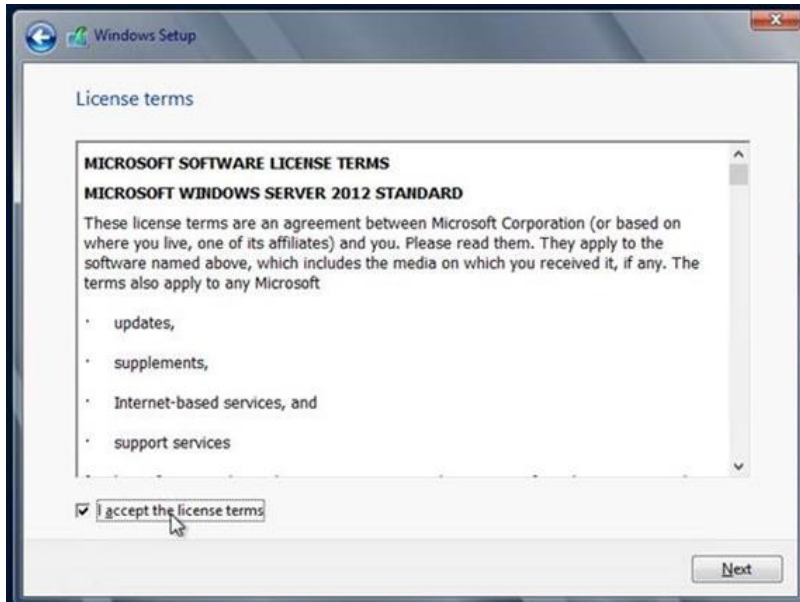 Windows Setup
License terms
MICROSOFT SOFTWARE LICENSE TERMS
MICROSOFT WINDOWS SERVER 2012 STANDARD
These license terms are an agreement between Microsoft Corporation (or based on
where you live, one of its affiliates) and you. Please read them. They apply to the
software named above, which includes the media on which you received it, if any. The
terms also apply to any Microsoft
· updates,
· supplements,
· Internet-based services, and
· support services
I accept the license terms
Next